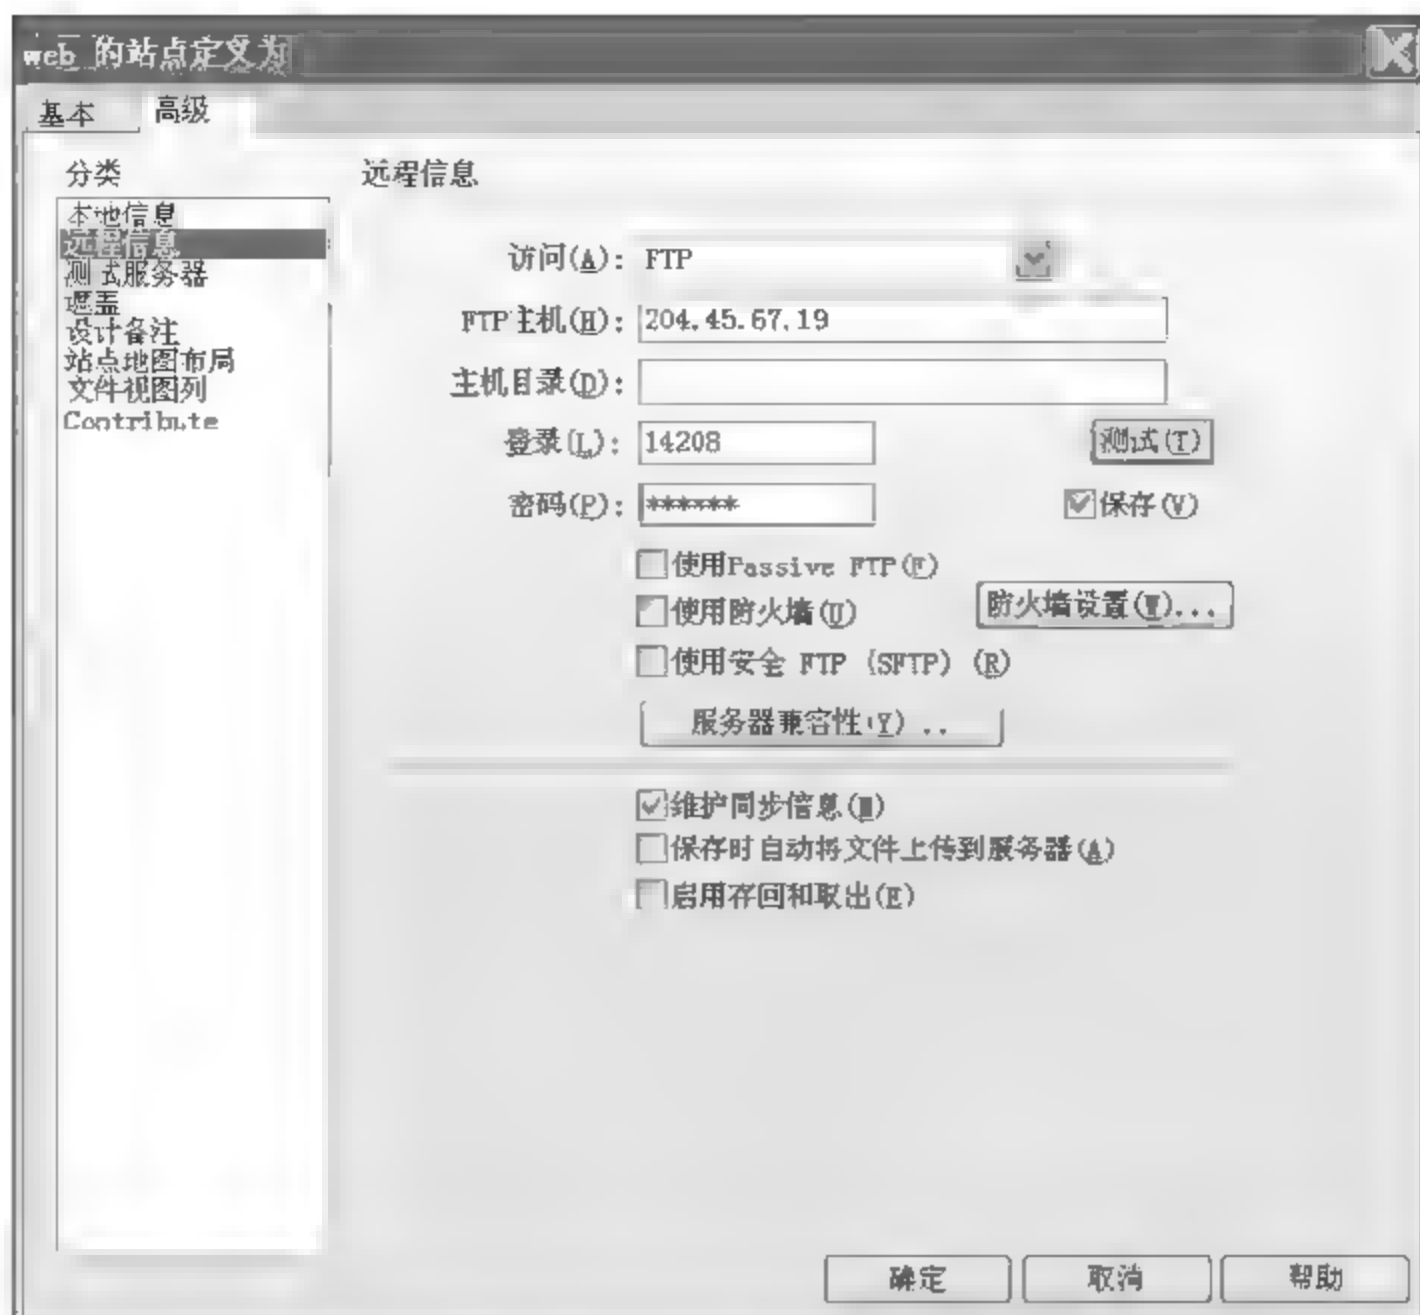 web 的站点定义为
基本 高级
分类
本地信息
远程信息
测试服务器
遮盖
设计备注
站点地图布局
文件视图列
Contribute
远程信息
访问(A): FTP
FTP主机(H): 204.45.67.19
主机目录(D):
登录(L): 14208 测试(T)
密码(P): ****** 保存(V)
使用Passive FTP(F)
使用防火墙(U) 防火墙设置(W)...
使用安全 FTP (SFTP) (R)
服务器兼容性(Y)...
维护同步信息(M)
保存时自动将文件上传到服务器(A)
启用存回和取出(E)
确定 取消 帮助